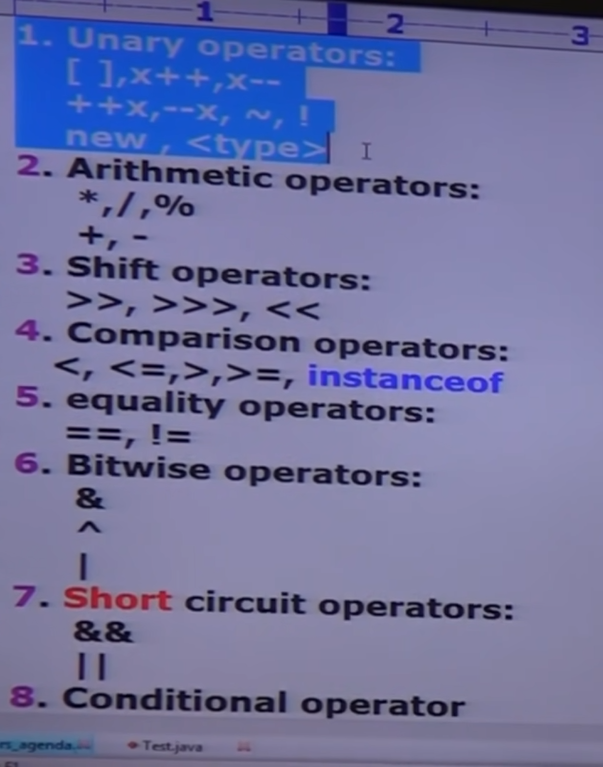 1 2 3
1. Unary operators:
[ ],x++,x--
++x,--x, ~, !
new , <type>
2. Arithmetic operators:
*,/,%
+, -
3. Shift operators:
>>, >>>, <<
4. Comparison operators:
<, <=,>,>=, instanceof
5. equality operators:
==, !=
6. Bitwise operators:
&
^
|
7. Short circuit operators:
&&
||
8. Conditional operator
rs_agenda. Test.java